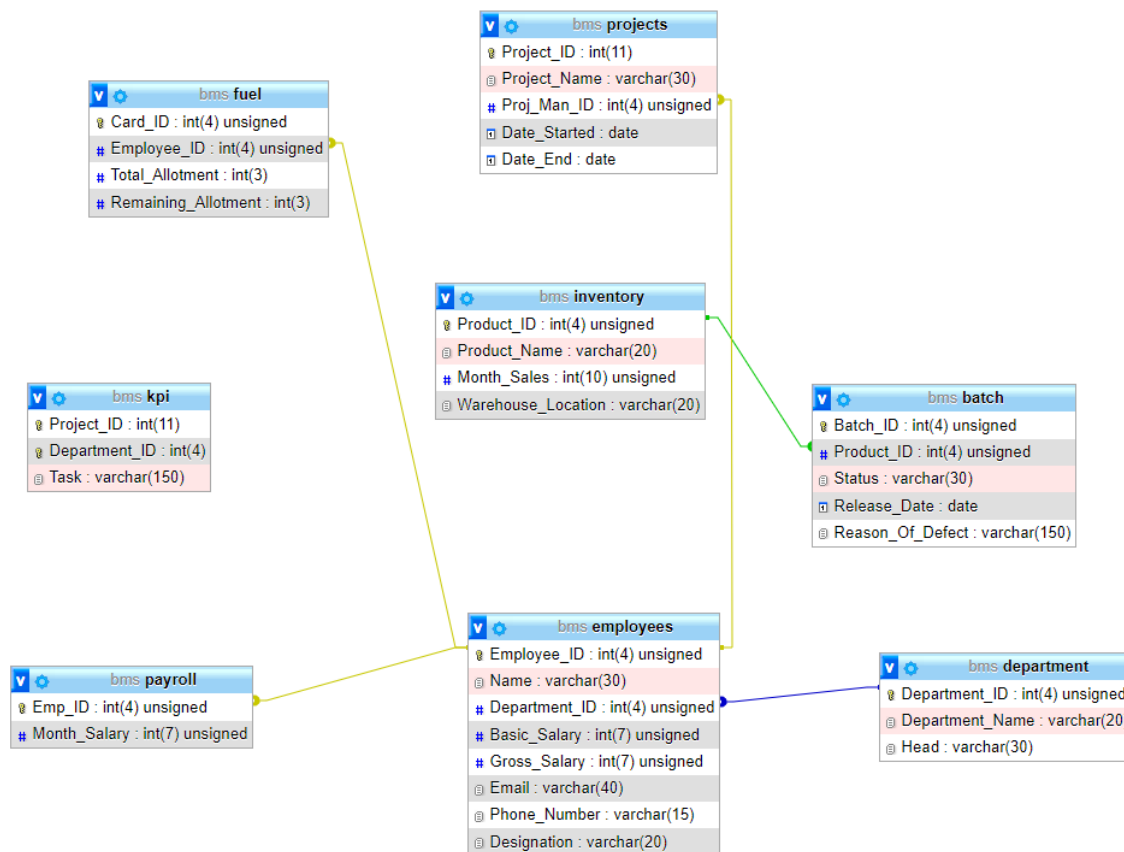 bms projects
Project_ID : int(11)
Project_Name : varchar(30)
Proj_Man_ID : int(4) unsigned
Date_Started : date
Date_End : date
bms fuel
Card_ID : int(4) unsigned
Employee_ID : int(4) unsigned
Total_Allotment : int(3)
Remaining_Allotment : int(3)
bms inventory
Product_ID : int(4) unsigned
Product_Name : varchar(20)
Month_Sales : int(10) unsigned
Warehouse_Location : varchar(20)
bms kpi
Project_ID : int(11)
Department_ID : int(4)
Task : varchar(150)
bms batch
Batch_ID : int(4) unsigned
Product_ID : int(4) unsigned
Status : varchar(30)
Release_Date : date
Reason_Of_Defect : varchar(150)
bms employees
Employee_ID : int(4) unsigned
Name : varchar(30)
Department_ID : int(4) unsigned
Basic_Salary : int(7) unsigned
Gross_Salary : int(7) unsigned
Email : varchar(40)
Phone_Number : varchar(15)
Designation : varchar(20)
bms payroll
Emp_ID : int(4) unsigned
Month_Salary : int(7) unsigned
bms department
Department_ID : int(4) unsigned
Department_Name : varchar(20)
Head : varchar(30)